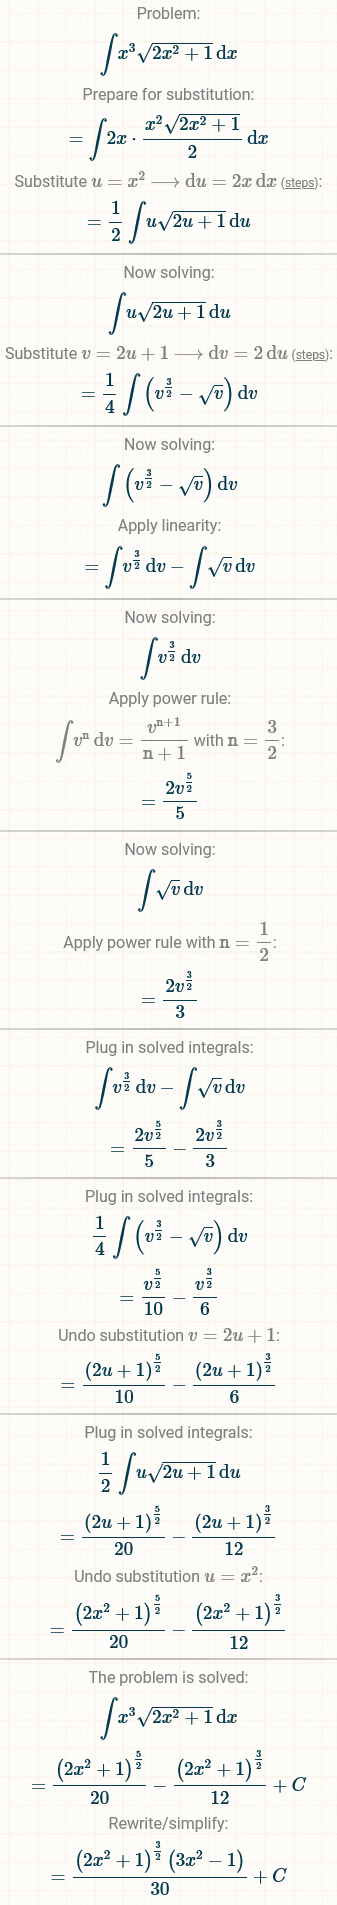 Problem:
∫ x³√(2x² + 1) dx
Prepare for substitution:
= ∫ 2x · (x²√(2x² + 1))/2 dx
Substitute u = x² ⟶ du = 2x dx (steps):
= 1/2 ∫ u√(2u + 1) du
Now solving:
∫ u√(2u + 1) du
Substitute v = 2u + 1 ⟶ dv = 2 du (steps):
= 1/4 ∫ (v^(3/2) − √v) dv
Now solving:
∫ (v^(3/2) − √v) dv
Apply linearity:
= ∫ v^(3/2) dv − ∫ √v dv
Now solving:
∫ v^(3/2) dv
Apply power rule:
∫ vⁿ dv = v^(n+1)/(n + 1) with n = 3/2:
= 2v^(5/2)/5
Now solving:
∫ √v dv
Apply power rule with n = 1/2:
= 2v^(3/2)/3
Plug in solved integrals:
∫ v^(3/2) dv − ∫ √v dv
= 2v^(5/2)/5 − 2v^(3/2)/3
Plug in solved integrals:
1/4 ∫ (v^(3/2) − √v) dv
= v^(5/2)/10 − v^(3/2)/6
Undo substitution v = 2u + 1:
= (2u + 1)^(5/2)/10 − (2u + 1)^(3/2)/6
Plug in solved integrals:
1/2 ∫ u√(2u + 1) du
= (2u + 1)^(5/2)/20 − (2u + 1)^(3/2)/12
Undo substitution u = x²:
= (2x² + 1)^(5/2)/20 − (2x² + 1)^(3/2)/12
The problem is solved:
∫ x³√(2x² + 1) dx
= (2x² + 1)^(5/2)/20 − (2x² + 1)^(3/2)/12 + C
Rewrite/simplify:
= (2x² + 1)^(3/2) (3x² − 1)/30 + C